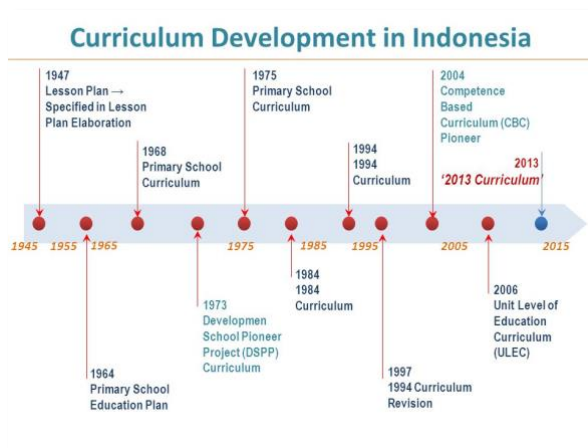 Curriculum Development in Indonesia
1947
Lesson Plan →
Specified in Lesson
Plan Elaboration
1968
Primary School
Curriculum
1975
Primary School
Curriculum
1994
1994
Curriculum
2004
Competence
Based
Curriculum (CBC)
Pioneer
2013
'2013 Curriculum'
1945
1955
1965
1975
1985
1995
2005
2015
1964
Primary School
Education Plan
1973
Developmen
School Pioneer
Project (DSPP)
Curriculum
1984
1984
Curriculum
1997
1994 Curriculum
Revision
2006
Unit Level of
Education
Curriculum
(ULEC)